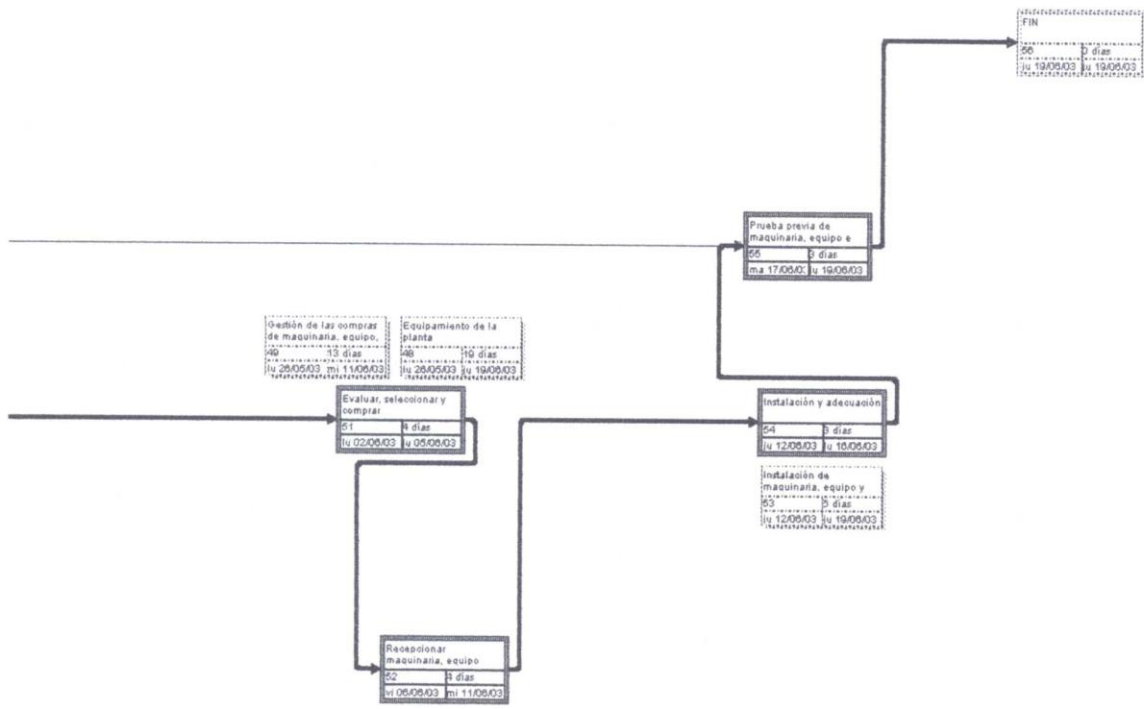 FIN
56 0 días
ju 19/06/03 ju 19/06/03
Prueba previa de
maquinaria, equipo e
55 3 días
ma 17/06/03 ju 19/06/03
Gestión de las compras
de maquinaria, equipo,
49 13 días
lu 26/05/03 mi 11/06/03
Equipamiento de la
planta
48 19 días
lu 26/05/03 ju 19/06/03
Evaluar, seleccionar y
comprar
51 4 días
lu 02/06/03 ju 05/06/03
Instalación y adecuación
54 3 días
ju 12/06/03 lu 16/06/03
Instalación de
maquinaria, equipo y
53 5 días
ju 12/06/03 ju 19/06/03
Recepcionar
maquinaria, equipo
52 4 días
vi 06/06/03 mi 11/06/03